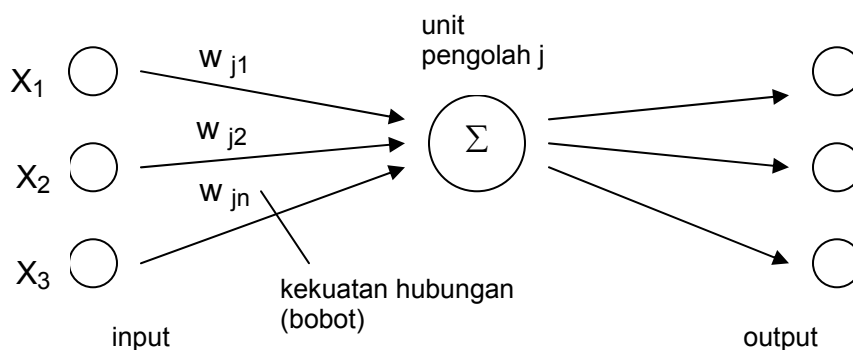 unit
pengolah j
X1
w j1
Σ
X2
w j2
X3
w jn
kekuatan hubungan
(bobot)
input
output